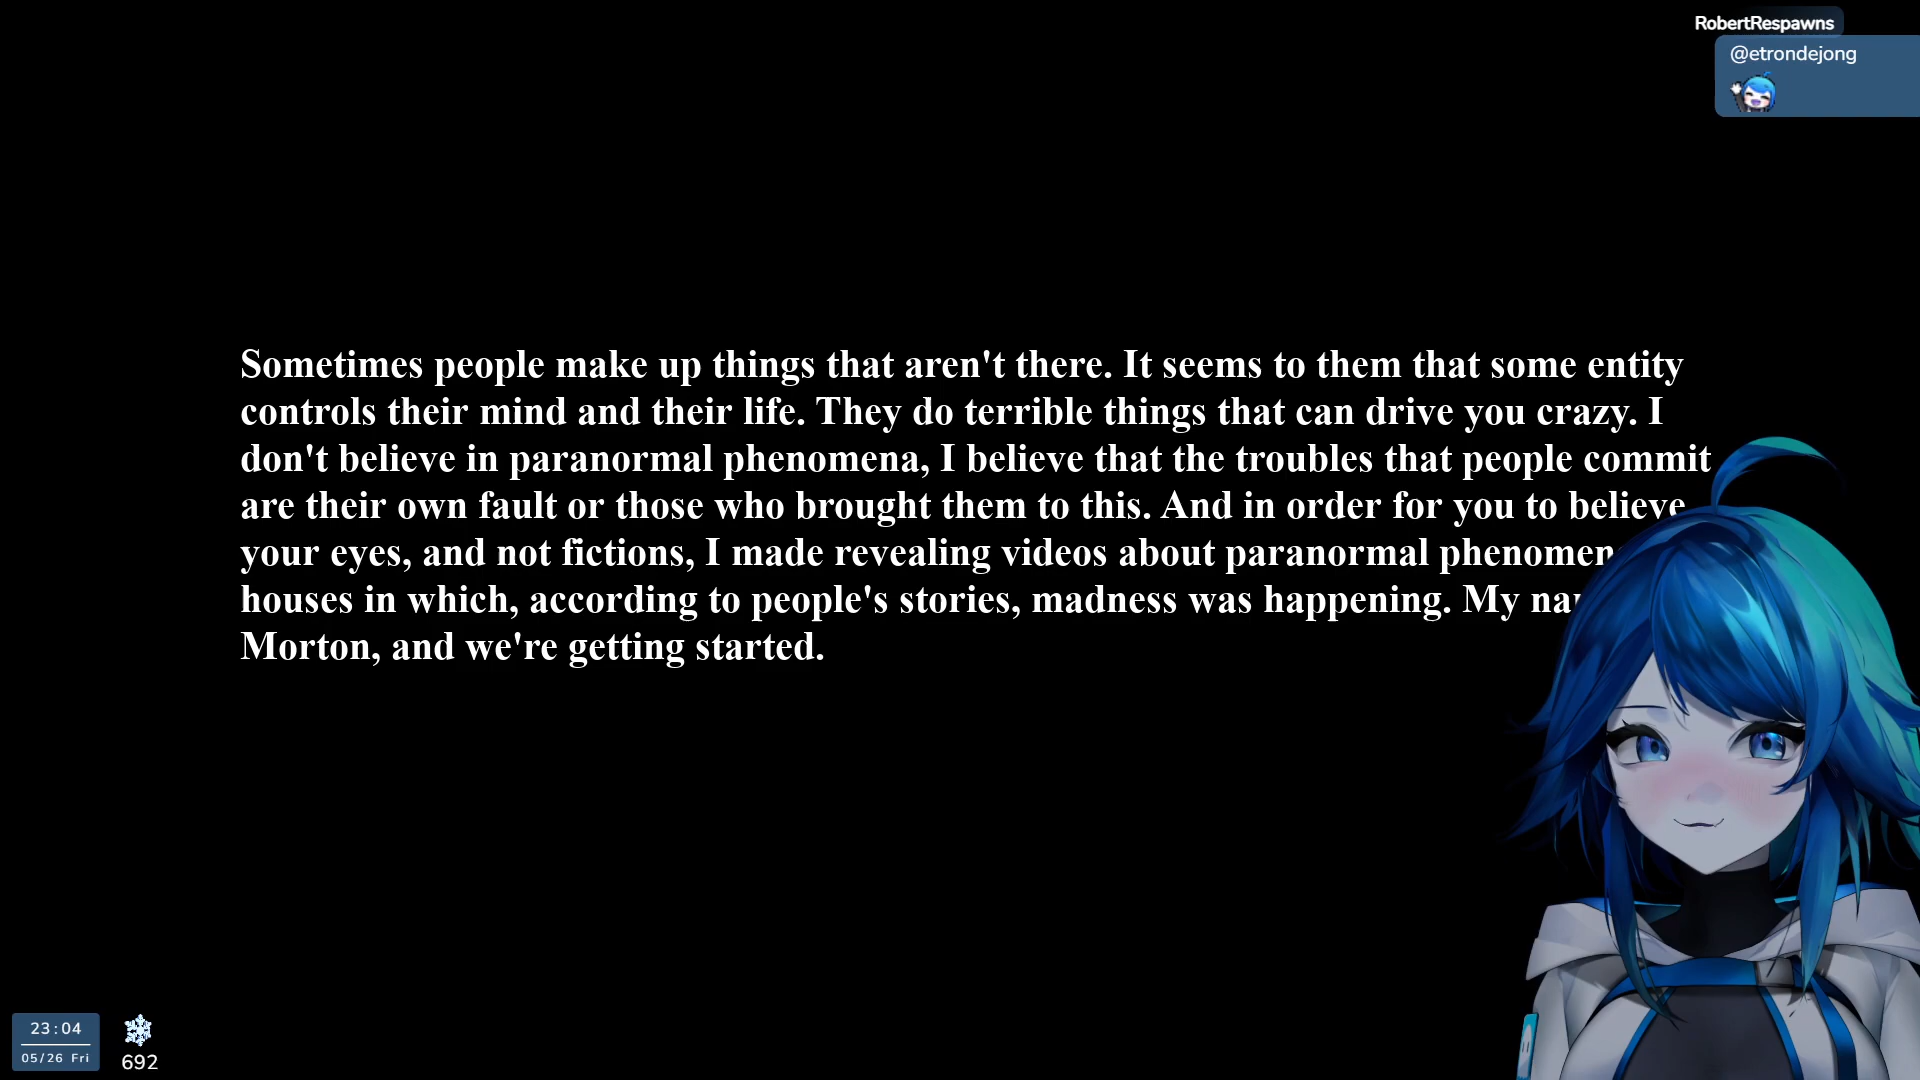 RobertRespawns
@etrondejong
Sometimes people make up things that aren't there. It seems to them that some entity
controls their mind and their life. They do terrible things that can drive you crazy. I
don't believe in paranormal phenomena, I believe that the troubles that people commit
are their own fault or those who brought them to this. And in order for you to believe
your eyes, and not fictions, I made revealing videos about paranormal
houses in which, according to people's stories, madness was happening. My
Morton, and we're getting started.
23:04
05/26 Fri
692